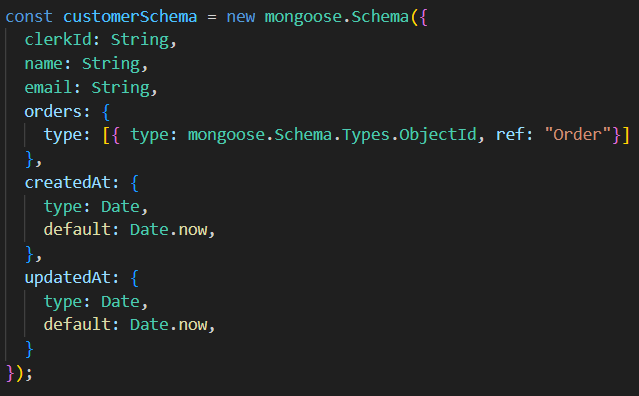 const customerSchema = new mongoose.Schema({
  clerkId: String,
  name: String,
  email: String,
  orders: {
    type: [{ type: mongoose.Schema.Types.ObjectId, ref: "Order"}]
  },
  createdAt: {
    type: Date,
    default: Date.now,
  },
  updatedAt: {
    type: Date,
    default: Date.now,
  }
});